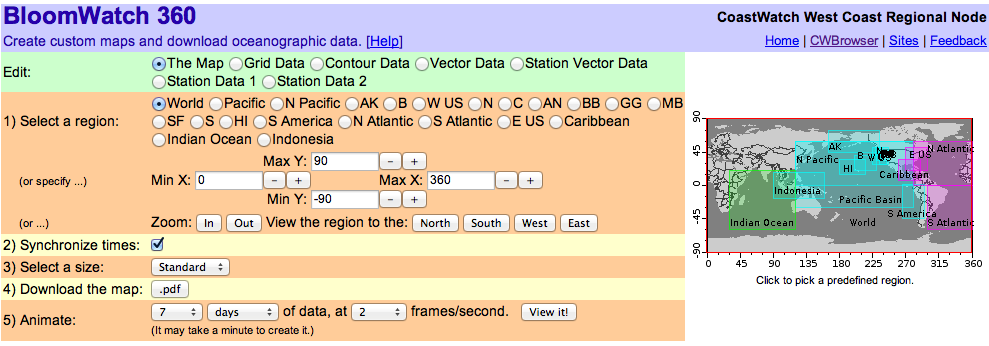 BloomWatch 360
CoastWatch West Coast Regional Node
Create custom maps and download oceanographic data. [Help]
Home | CWBrowser | Sites | Feedback
Edit:
The Map Grid Data Contour Data Vector Data Station Vector Data
Station Data 1 Station Data 2
1) Select a region:
World Pacific N Pacific AK B W US N C AN BB GG MB
SF S HI S America N Atlantic S Atlantic E US Caribbean
Indian Ocean Indonesia
(or specify ...)
Max Y: 90 - +
Min X: 0 - + Max X: 360 - +
Min Y: -90 - +
(or ...) Zoom: In Out View the region to the: North South West East
2) Synchronize times:
3) Select a size: Standard
4) Download the map: .pdf
5) Animate: 7 days of data, at 2 frames/second. View it!
(It may take a minute to create it.)
90
45
0
-45
-90
AK
N Pacific
B
W
E US
N Atlantic
HI
Caribbean
Indonesia
Pacific Basin
S America
Indian Ocean
World
S Atlantic
0 45 90 135 180 225 270 315 360
Click to pick a predefined region.